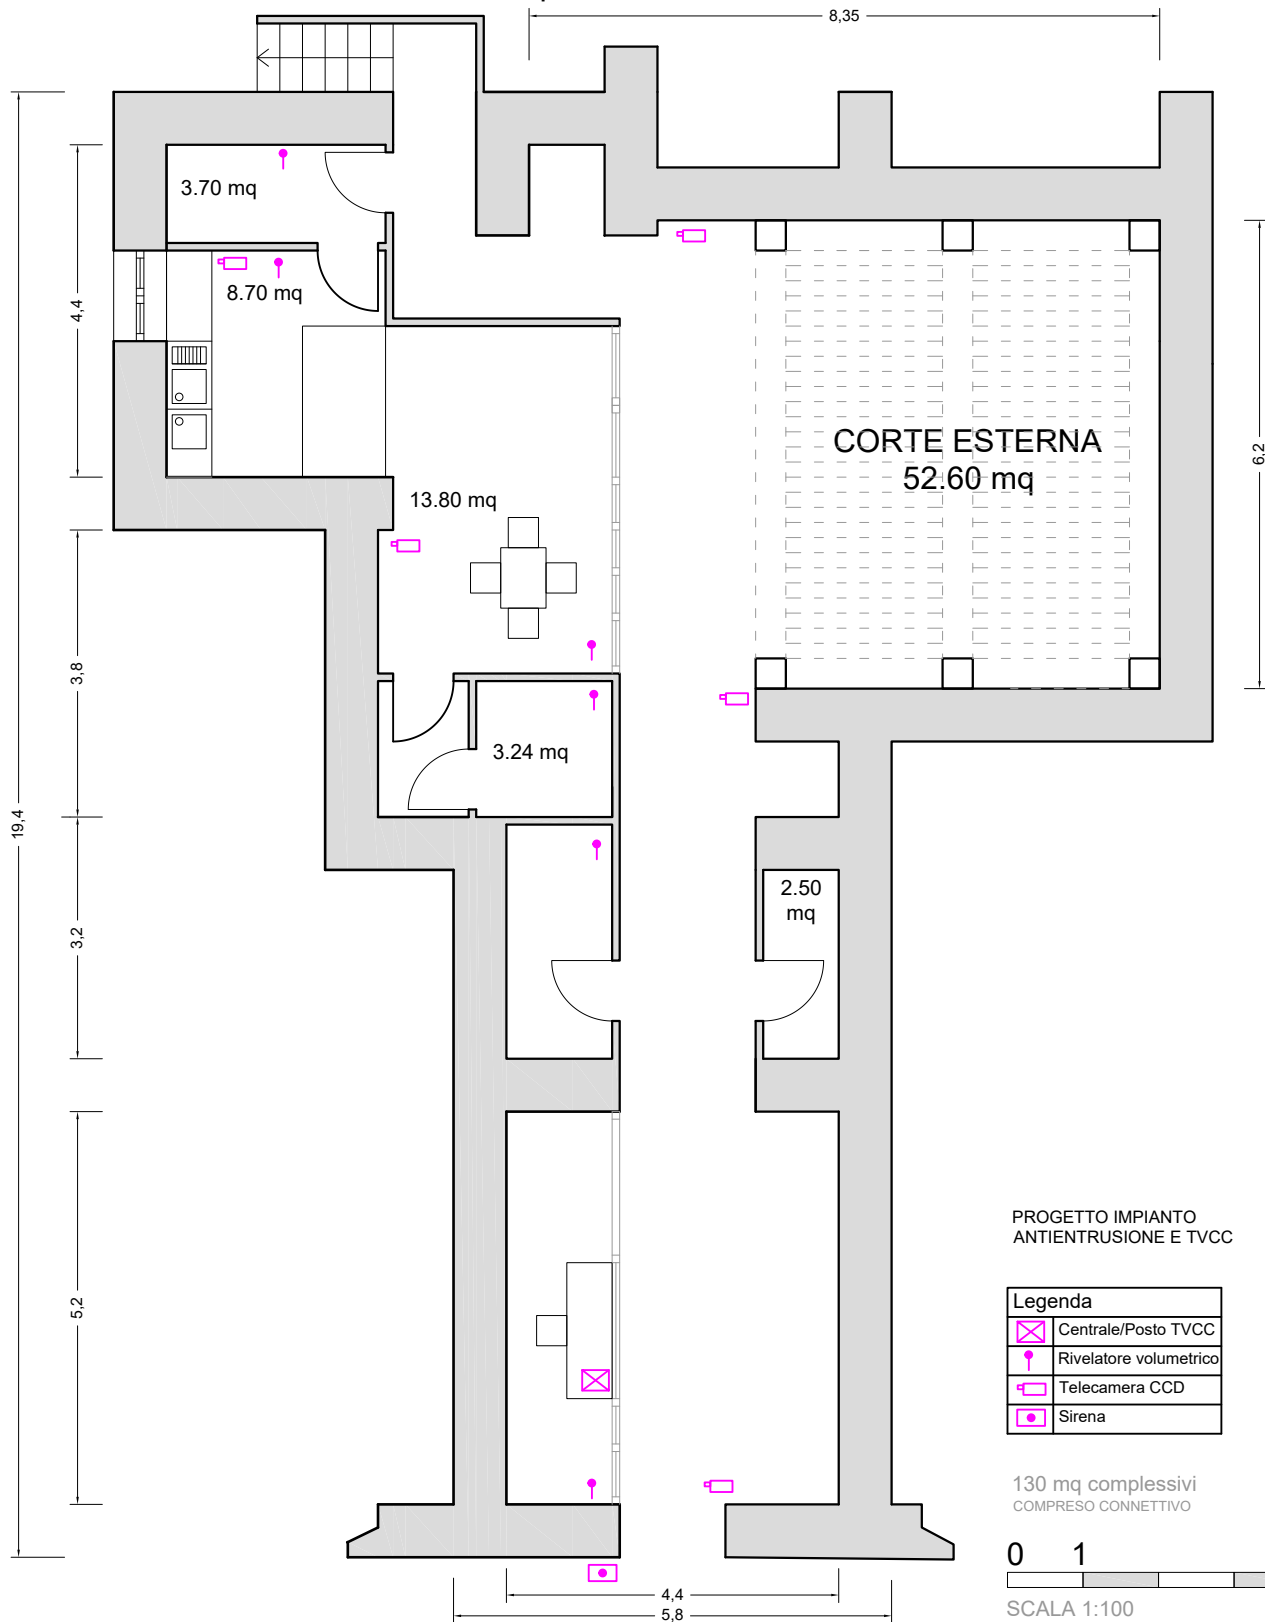 8,35
3.70 mq
8.70 mq
4,4
CORTE ESTERNA
52.60 mq
6,2
13.80 mq
3,8
3.24 mq
19,4
2.50
mq
3,2
5,2
PROGETTO IMPIANTO
ANTIENTRUSIONE E TVCC
Legenda
Centrale/Posto TVCC
Rivelatore volumetrico
Telecamera CCD
Sirena
130 mq complessivi
COMPRESO CONNETTIVO
0 1
SCALA 1:100
4,4
5,8